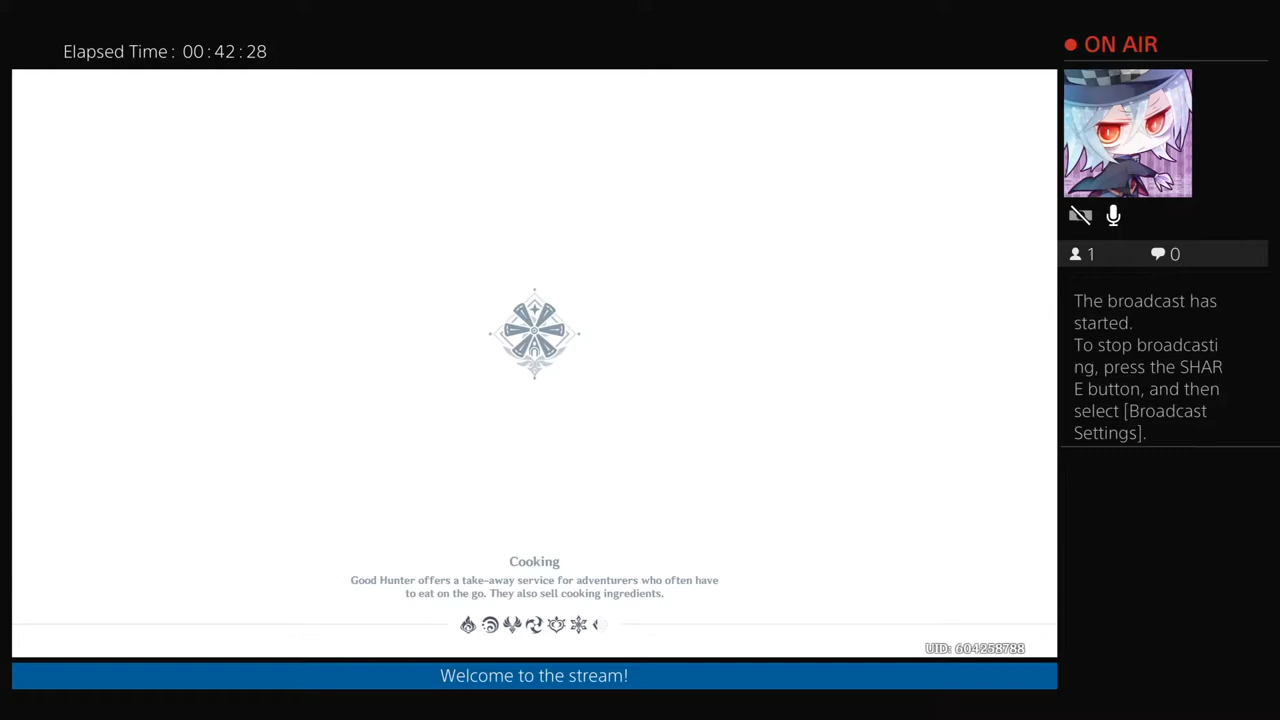 Elapsed Time: 00:42:28
ON AIR
1
0
The broadcast has
started.
To stop broadcasti
ng, press the SHAR
E button, and then
select [Broadcast
Settings].
Cooking
Good Hunter offers a take-away service for adventurers who often have
to eat on the go. They also sell cooking ingredients.
UID: 604258788
Welcome to the stream!